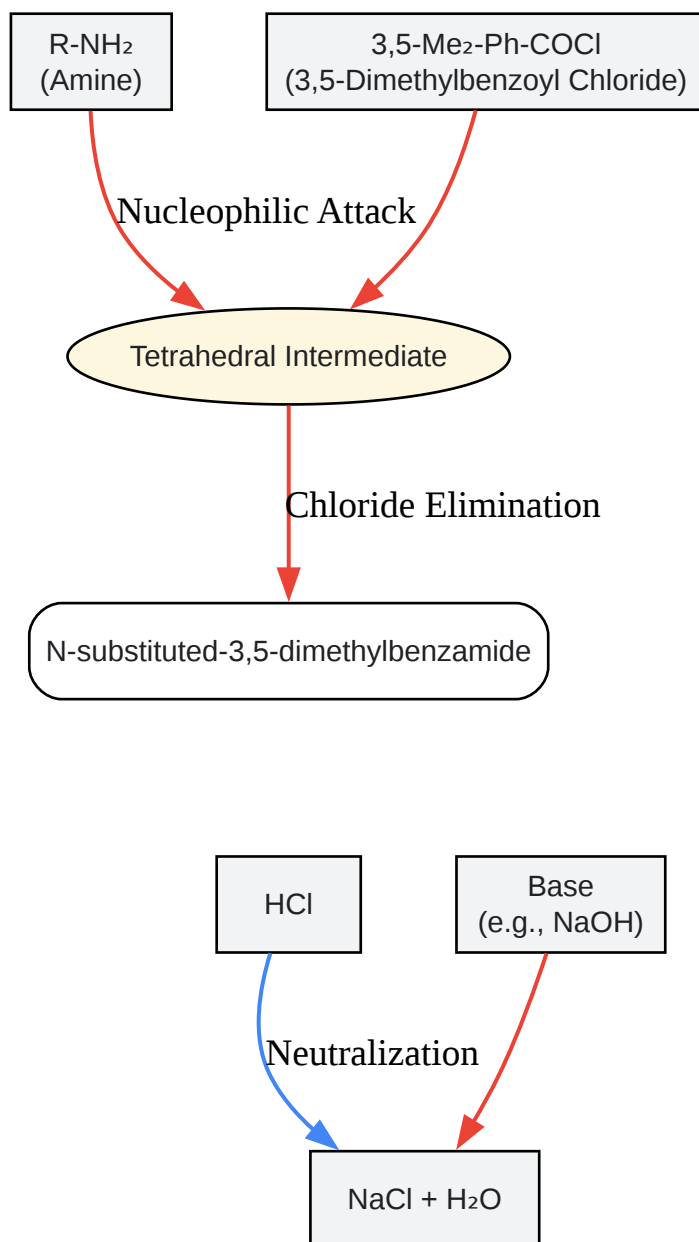 R-NH₂
(Amine)
3,5-Me₂-Ph-COCl
(3,5-Dimethylbenzoyl Chloride)
Nucleophilic Attack
Tetrahedral Intermediate
Chloride Elimination
N-substituted-3,5-dimethylbenzamide
HCl
Base
(e.g., NaOH)
Neutralization
NaCl + H₂O